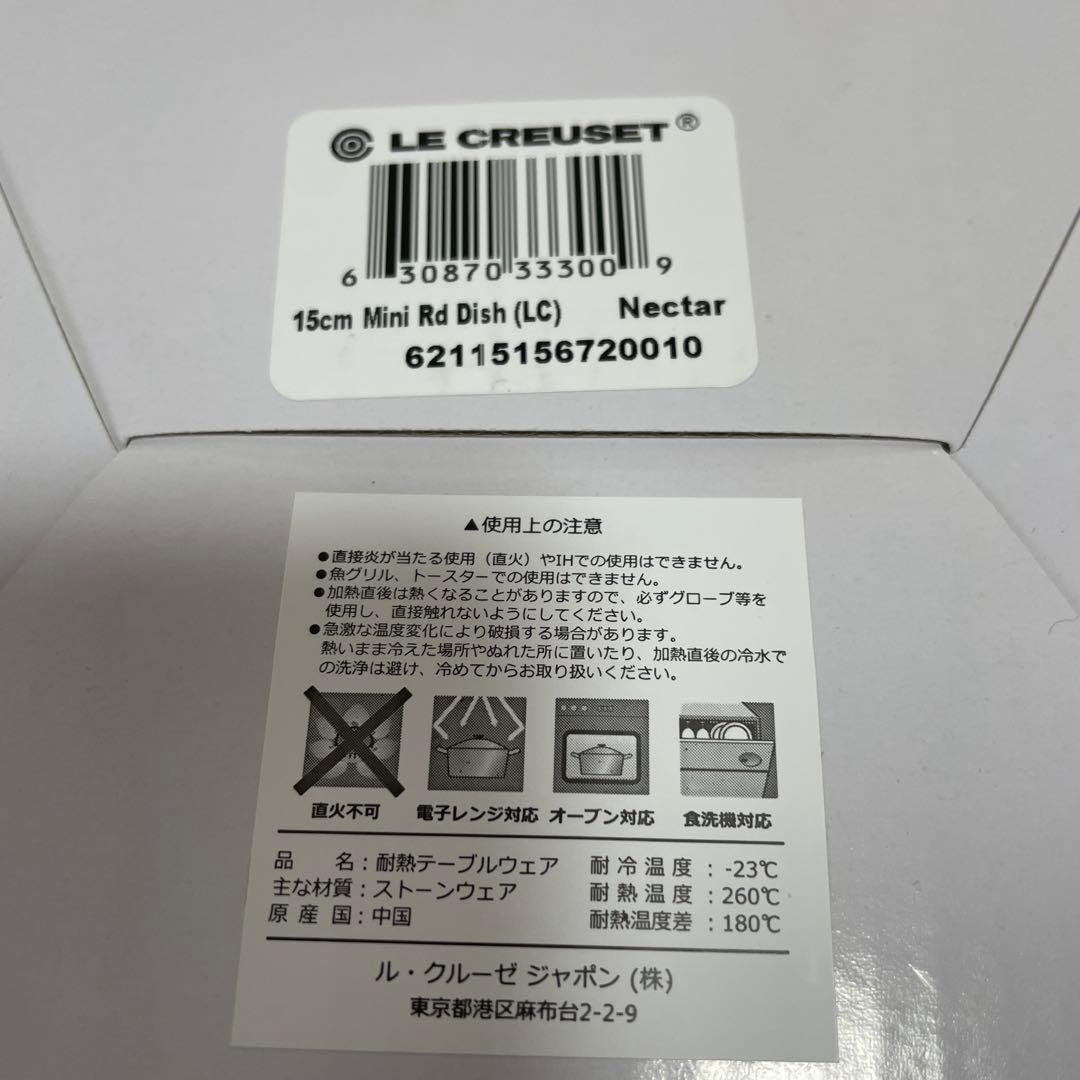 LE CREUSET®
6 30870 33300 9
15cm Mini Rd Dish (LC) Nectar
62115156720010
▲使用上の注意
●直接炎が当たる使用（直火）やIHでの使用はできません。
●魚グリル、トースターでの使用はできません。
●加熱直後は熱くなることがありますので、必ずグローブ等を
使用し、直接触れないようにしてください。
●急激な温度変化により破損する場合があります。
熱いまま冷えた場所やぬれた所に置いたり、加熱直後の冷水で
の洗浄は避け、冷めてからお取り扱いください。
直火不可 電子レンジ対応 オーブン対応 食洗機対応
品 名：耐熱テーブルウェア 耐冷温度：-23℃
主な材質：ストーンウェア 耐熱温度：260℃
原産国：中国 耐熱温度差：180℃
ル・クルーゼ ジャポン (株)
東京都港区麻布台2-2-9